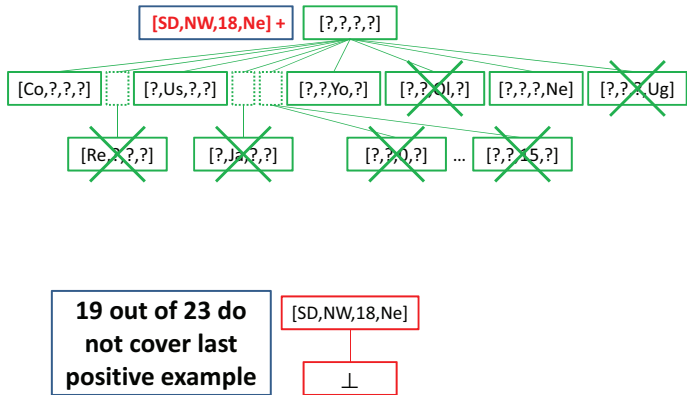 [SD,NW,18,Ne] + [?,?,?,?]
[Co,?,?,?] [?,Us,?,?] [?,?,Yo,?] [?,?,Ol,?] [?,?,?,Ne] [?,?,?,Ug]
[Re,?,?,?] [?,Ja,?,?] [?,?,0,?] ... [?,?,15,?]
19 out of 23 do
not cover last
positive example
[SD,NW,18,Ne]
⊥